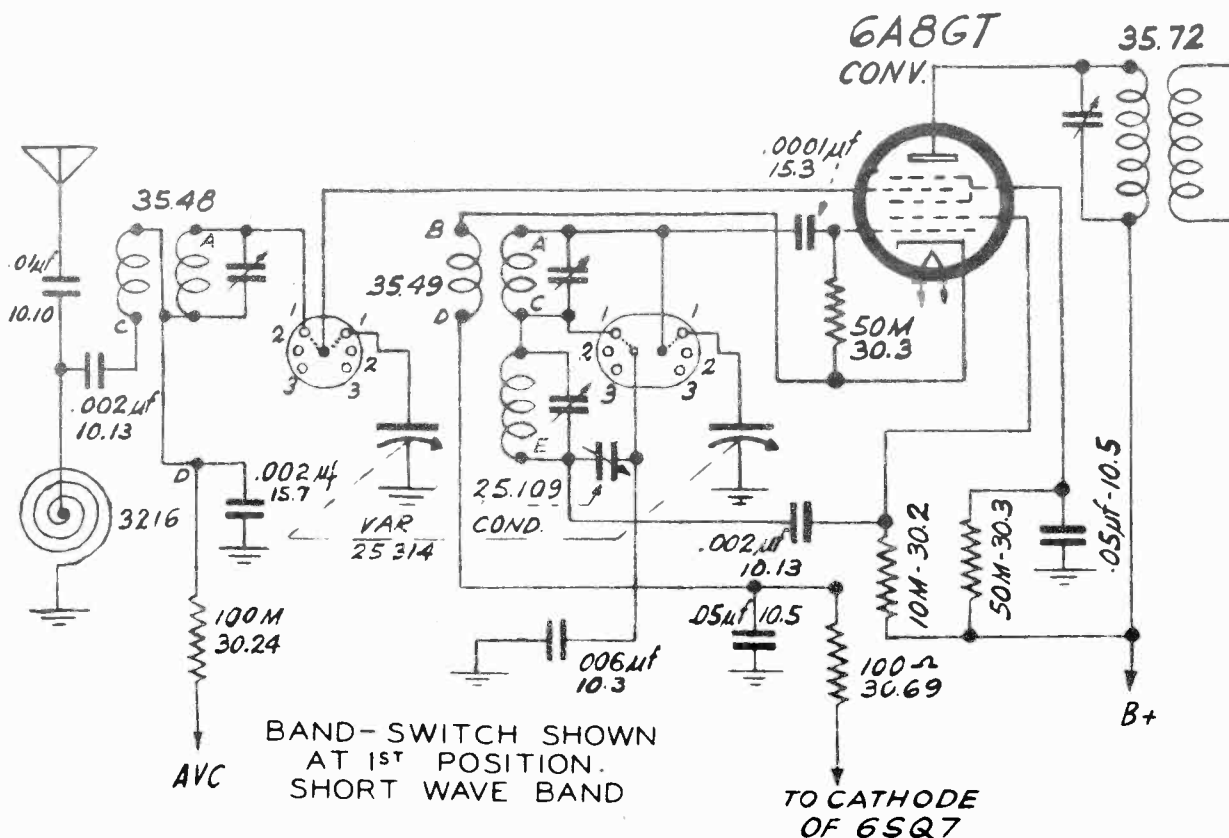 6A8GT
CONV.
35.72
.0001µf
15.3
35.48
A
C
.01µf
10.10
.002µf
10.13
D
.002µf
15.7
3216
100M
30.24
AVC
1
2
3
1
2
3
VAR
25314
B
D
35.49
A
C
E
1
2
3
1
2
3
25.109
COND.
50M
30.3
.002µf
10.13
.05µf 10.5
006µf
10.3
100Ω
30.69
10M-30.2
50M-30.3
.05µf-10.5
B+
BAND-SWITCH SHOWN
AT 1ST POSITION.
SHORT WAVE BAND
TO CATHODE
OF 6SQ7